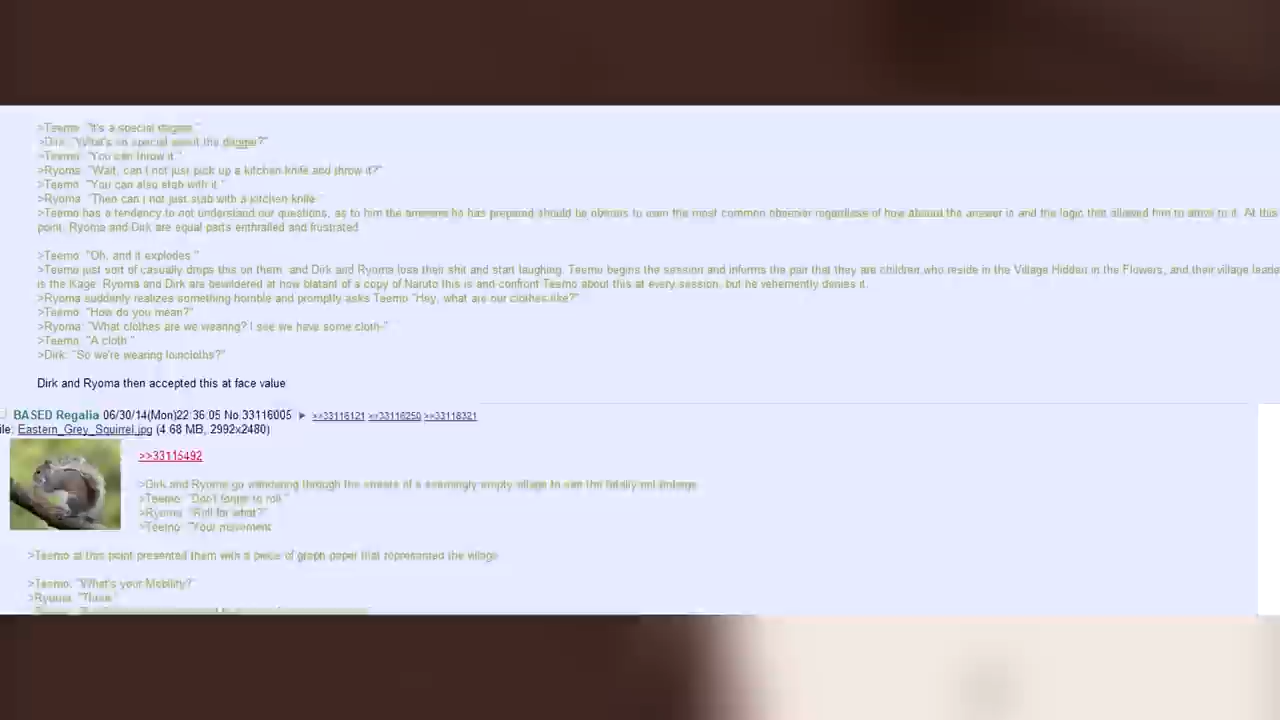 >Teemo: "It's a special dagger."
>Dirk: "What's so special about the dagger?"
>Teemo: "You can throw it."
>Ryoma: "Wait, can I not just pick up a kitchen knife and throw it?"
>Teemo: "You can also stab with it."
>Ryoma: "Then can I not just stab with a kitchen knife
>Teemo has a tendency to not understand our questions, as to him the answers he has prepared should be obvious to even the most common observer regardless of how absurd the answer is and the logic that allowed him to arrive to it. At this
point, Ryoma and Dirk are equal parts enthralled and frustrated.
>Teemo: "Oh, and it explodes."
>Teemo just sort of casually drops this on them, and Dirk and Ryoma lose their shit and start laughing. Teemo begins the session and informs the pair that they are children who reside in the Village Hidden in the Flowers, and their village leade
is the Kage. Ryoma and Dirk are bewildered at how blatant of a copy of Naruto this is and confront Teemo about this at every session, but he vehemently denies it.
>Ryoma suddenly realizes something horrible and promptly asks Teemo "Hey, what are our clothes like?"
>Teemo: "How do you mean?"
>Ryoma: "What clothes are we wearing? I see we have some cloth-"
>Teemo: "A cloth."
>Dirk: "So we're wearing loincloths?"
Dirk and Ryoma then accepted this at face value
BASED Regalia 06/30/14(Mon)22:36:05 No.33116005 ▶ >>33116121 >>33116250 >>33118321
ile: Eastern_Grey_Squirrel.jpg (4.68 MB, 2992x2480)
>>33115492
>Dirk and Ryoma go wandering through the streets of a seemingly empty village to
>Teemo: "Don't forget to roll."
>Ryoma: "Roll for what?"
>Teemo: "Your movement.
>Teemo at this point presented them with a piece of graph paper that represented the village
>Teemo: "What's your Mobility?"
>Ryoma: "Three."